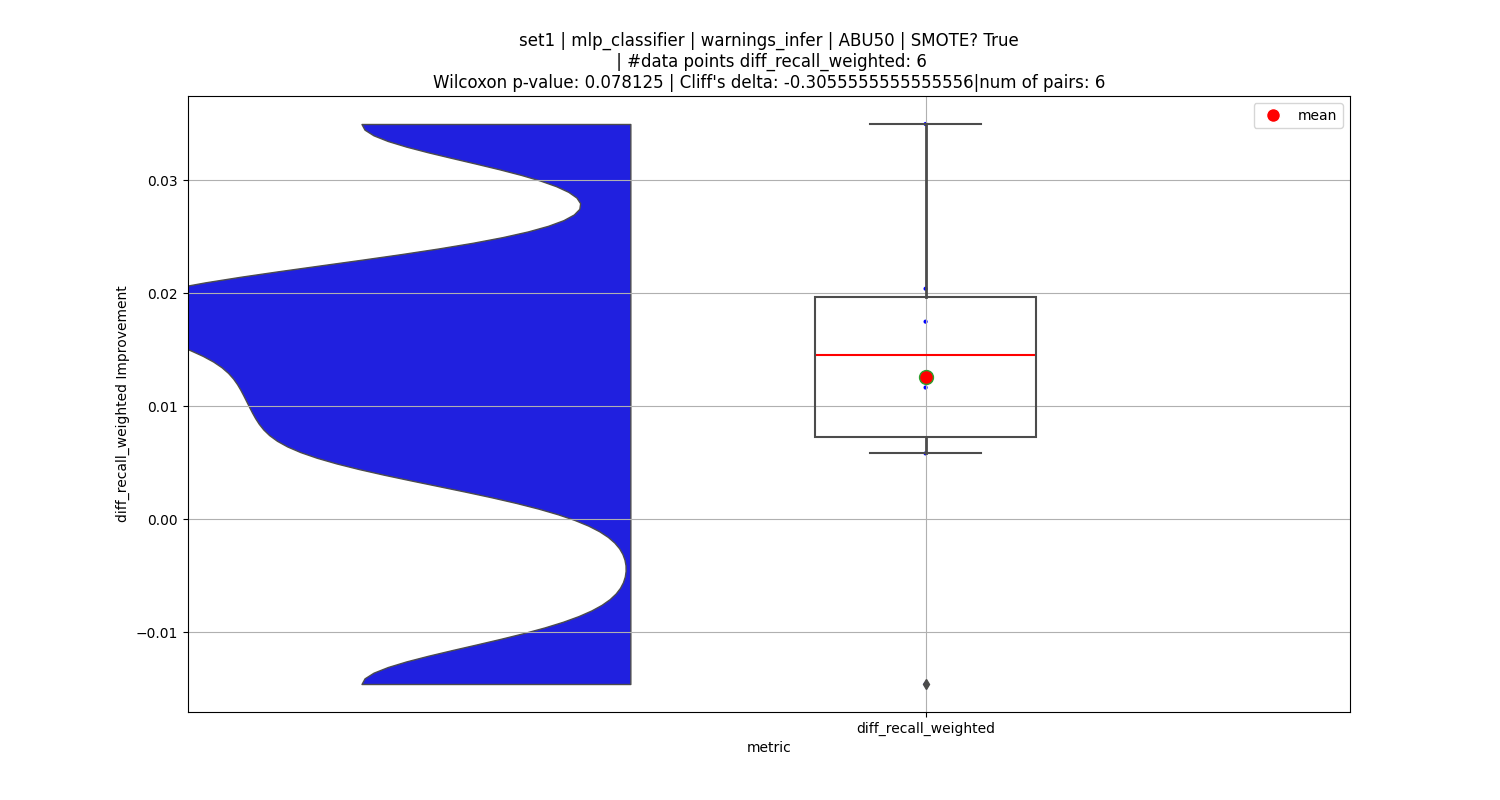 set1 | mlp_classifier | warnings_infer | ABU50 | SMOTE? True
| #data points diff_recall_weighted: 6
Wilcoxon p-value: 0.078125 | Cliff's delta: -0.3055555555555556|num of pairs: 6
mean
0.03
0.02
0.01
0.00
−0.01
diff_recall_weighted Improvement
diff_recall_weighted
metric